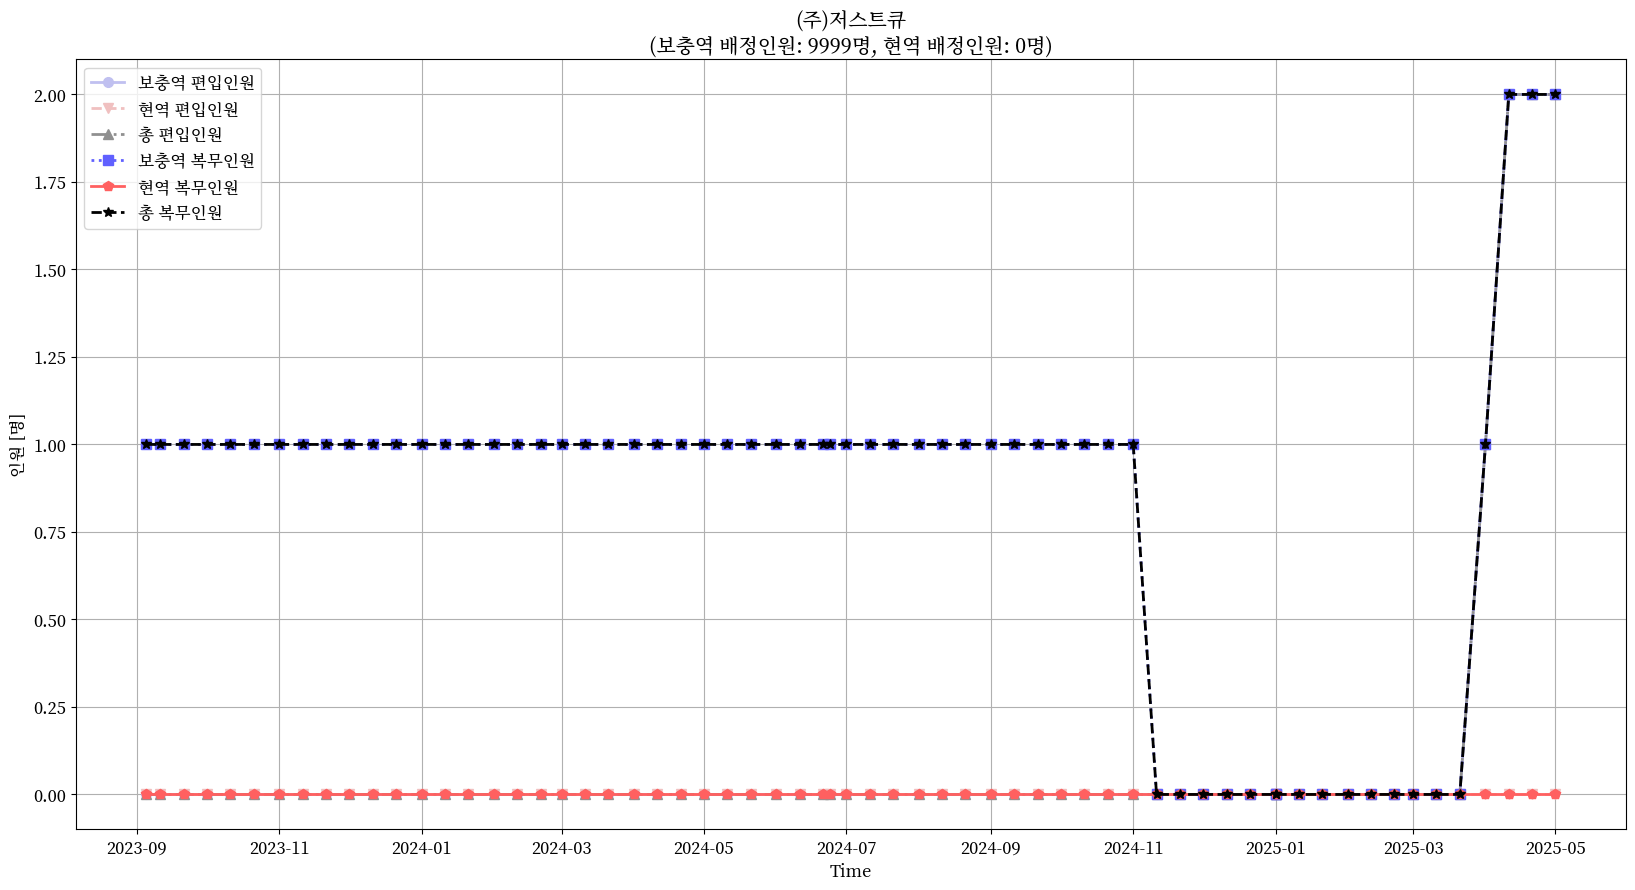 (주)저스트큐
(보충역 배정인원: 9999명, 현역 배정인원: 0명)
보충역 편입인원
현역 편입인원
총 편입인원
보충역 복무인원
현역 복무인원
총 복무인원
2.00
1.75
1.50
1.25
1.00
0.75
0.50
0.25
0.00
인원 [명]
2023-09 2023-11 2024-01 2024-03 2024-05 2024-07 2024-09 2024-11 2025-01 2025-03 2025-05
Time